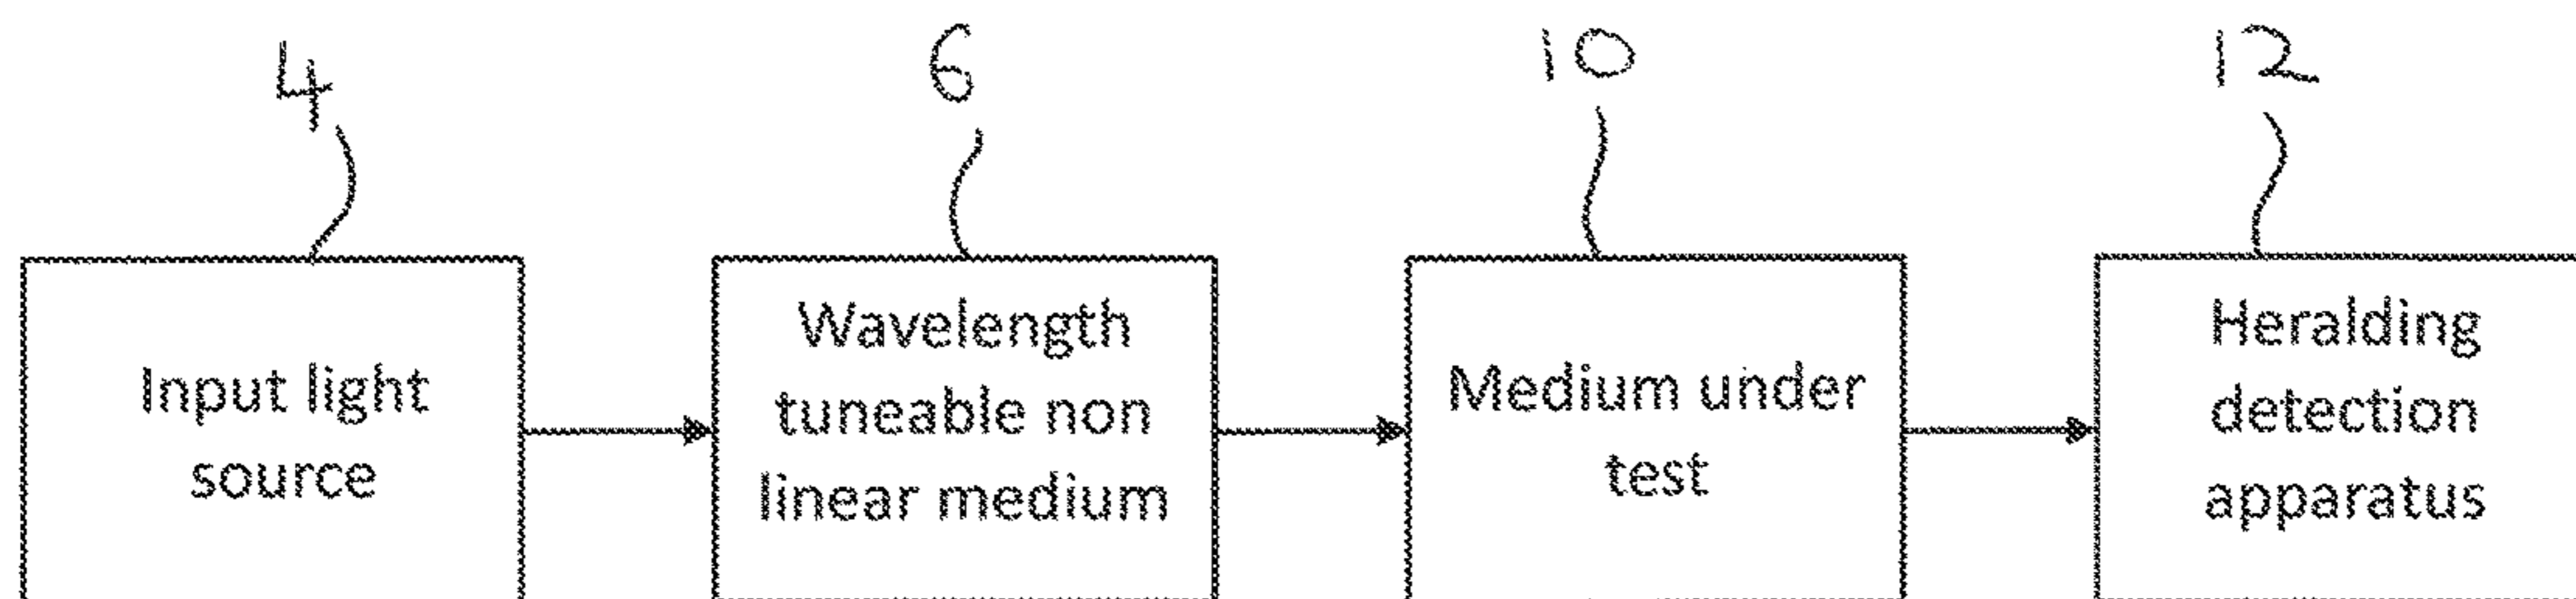 4 6 10 12
Input light
source
Wavelength
tuneable non
linear medium
Medium under
test
Heralding
detection
apparatus